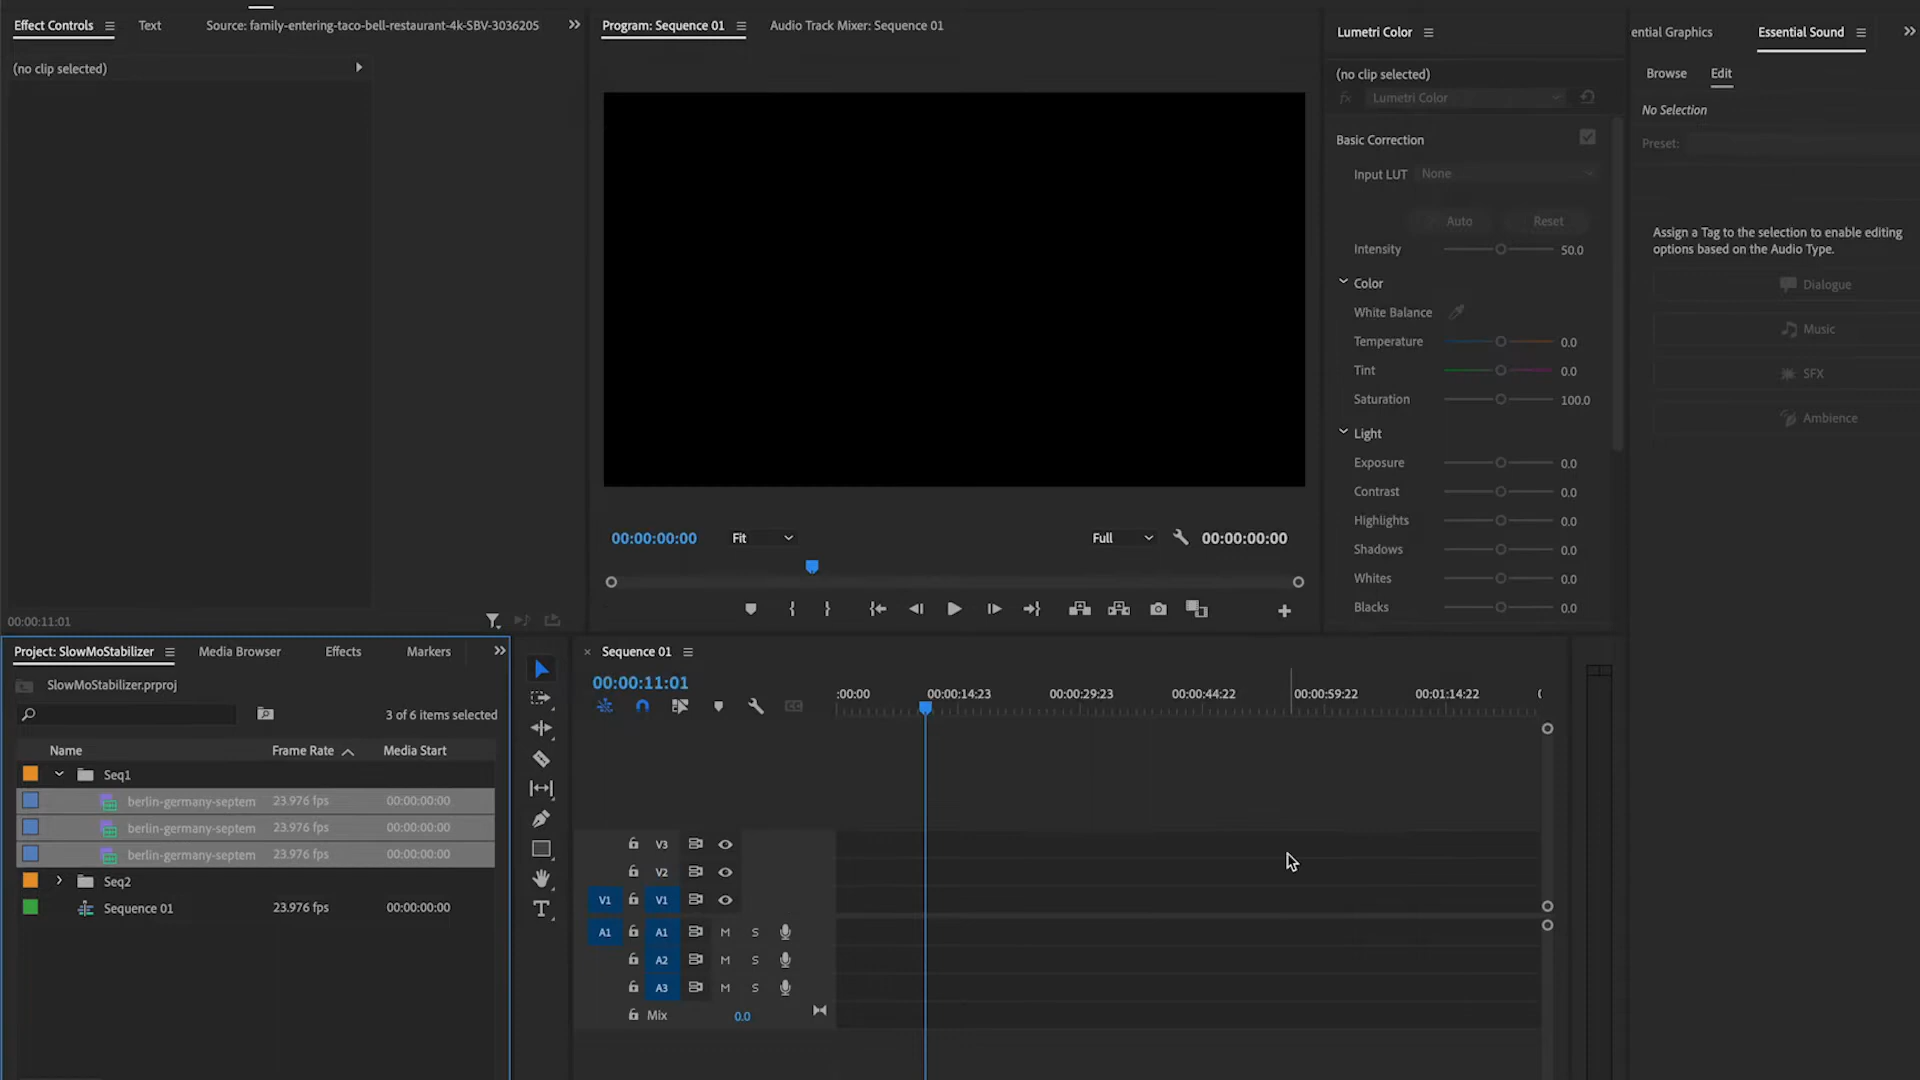 Effect Controls
Text
Source: family-entering-taco-bell-restaurant-4k-SBV-3036205
Program: Sequence 01
Audio Track Mixer: Sequence 01
Lumetri Color
ential Graphics
Essential Sound
(no clip selected)
(no clip selected)
fx Lumetri Color
Browse
Edit
No Selection
Preset:
Basic Correction
Input LUT None
Auto
Reset
Intensity 50.0
Color
White Balance
Temperature 0.0
Tint 0.0
Saturation 100.0
Light
Exposure 0.0
Contrast 0.0
Highlights 0.0
Shadows 0.0
Whites 0.0
Blacks 0.0
Assign a Tag to the selection to enable editing
options based on the Audio Type.
Dialogue
Music
SFX
Ambience
00:00:00:00
Fit
Full
00:00:00:00
00:00:11:01
Project: SlowMoStabilizer
Media Browser
Effects
Markers
SlowMoStabilizer.prproj
3 of 6 items selected
Name
Frame Rate
Media Start
Seq1
berlin-germany-septem 23.976 fps 00:00:00:00
berlin-germany-septem 23.976 fps 00:00:00:00
berlin-germany-septem 23.976 fps 00:00:00:00
Seq2
Sequence 01 23.976 fps 00:00:00:00
× Sequence 01
00:00:11:01
:00:00
00:00:14:23
00:00:29:23
00:00:44:22
00:00:59:22
00:01:14:22
CC
V3
V2
V1 V1
A1 A1 M S
A2 M S
A3 M S
Mix 0.0
T